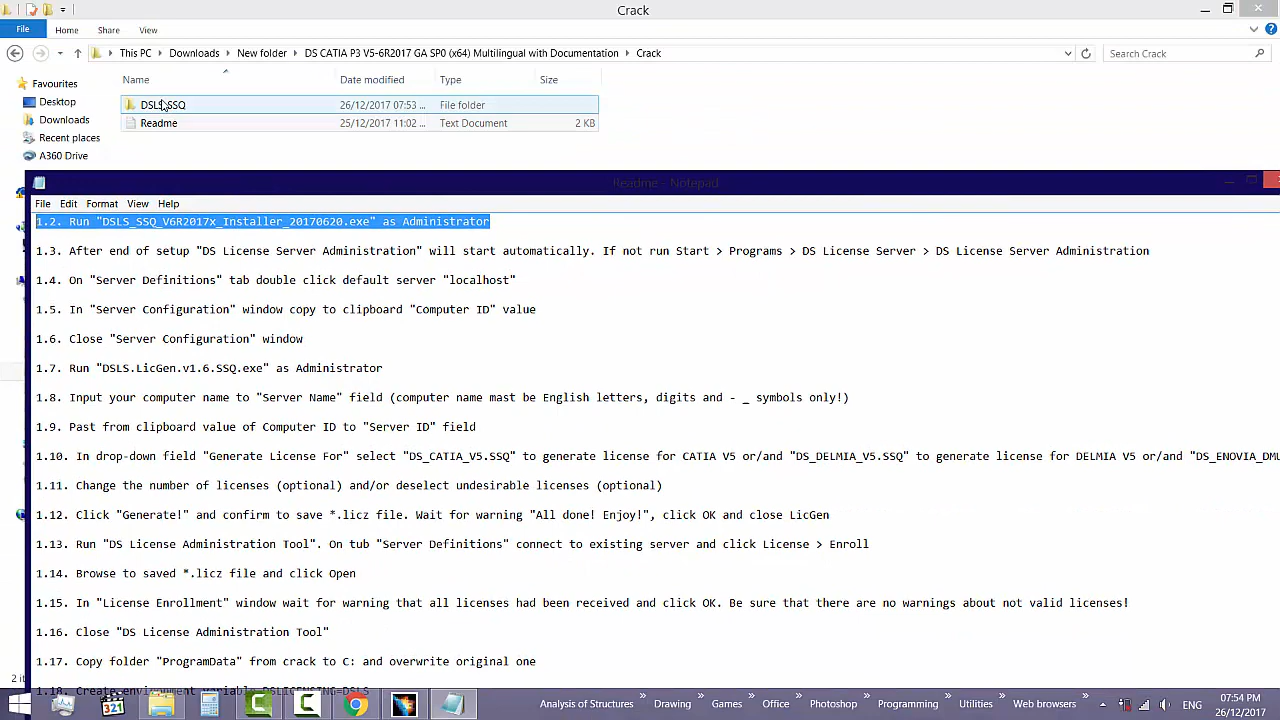 Crack
File Home Share View
This PC Downloads New folder DS CATIA P3 V5-6R2017 GA SP0 (x64) Multilingual with Documentation Crack Search Crack
Favourites
Desktop
Downloads
Recent places
A360 Drive
Name Date modified Type Size
DSLS_SSQ 26/12/2017 07:53 ... File folder
Readme 25/12/2017 11:02 ... Text Document 2 KB
Readme - Notepad
File Edit Format View Help
1.2. Run "DSLS_SSQ_V6R2017x_Installer_20170620.exe" as Administrator
1.3. After end of setup "DS License Server Administration" will start automatically. If not run Start > Programs > DS License Server > DS License Server Administration
1.4. On "Server Definitions" tab double click default server "localhost"
1.5. In "Server Configuration" window copy to clipboard "Computer ID" value
1.6. Close "Server Configuration" window
1.7. Run "DSLS.LicGen.v1.6.SSQ.exe" as Administrator
1.8. Input your computer name to "Server Name" field (computer name mast be English letters, digits and - _ symbols only!)
1.9. Past from clipboard value of Computer ID to "Server ID" field
1.10. In drop-down field "Generate License For" select "DS_CATIA_V5.SSQ" to generate license for CATIA V5 or/and "DS_DELMIA_V5.SSQ" to generate license for DELMIA V5 or/and "DS_ENOVIA_DMU
1.11. Change the number of licenses (optional) and/or deselect undesirable licenses (optional)
1.12. Click "Generate!" and confirm to save *.licz file. Wait for warning "All done! Enjoy!", click OK and close LicGen
1.13. Run "DS License Administration Tool". On tub "Server Definitions" connect to existing server and click License > Enroll
1.14. Browse to saved *.licz file and click Open
1.15. In "License Enrollment" window wait for warning that all licenses had been received and click OK. Be sure that there are no warnings about not valid licenses!
1.16. Close "DS License Administration Tool"
1.17. Copy folder "ProgramData" from crack to C: and overwrite original one
1.18. Create environment variable DSLICENSING=DSLS
2 it
321 Analysis of Structures » Drawing » Games » Office » Photoshop » Programming » Utilities » Web browsers » ENG 07:54 PM
26/12/2017